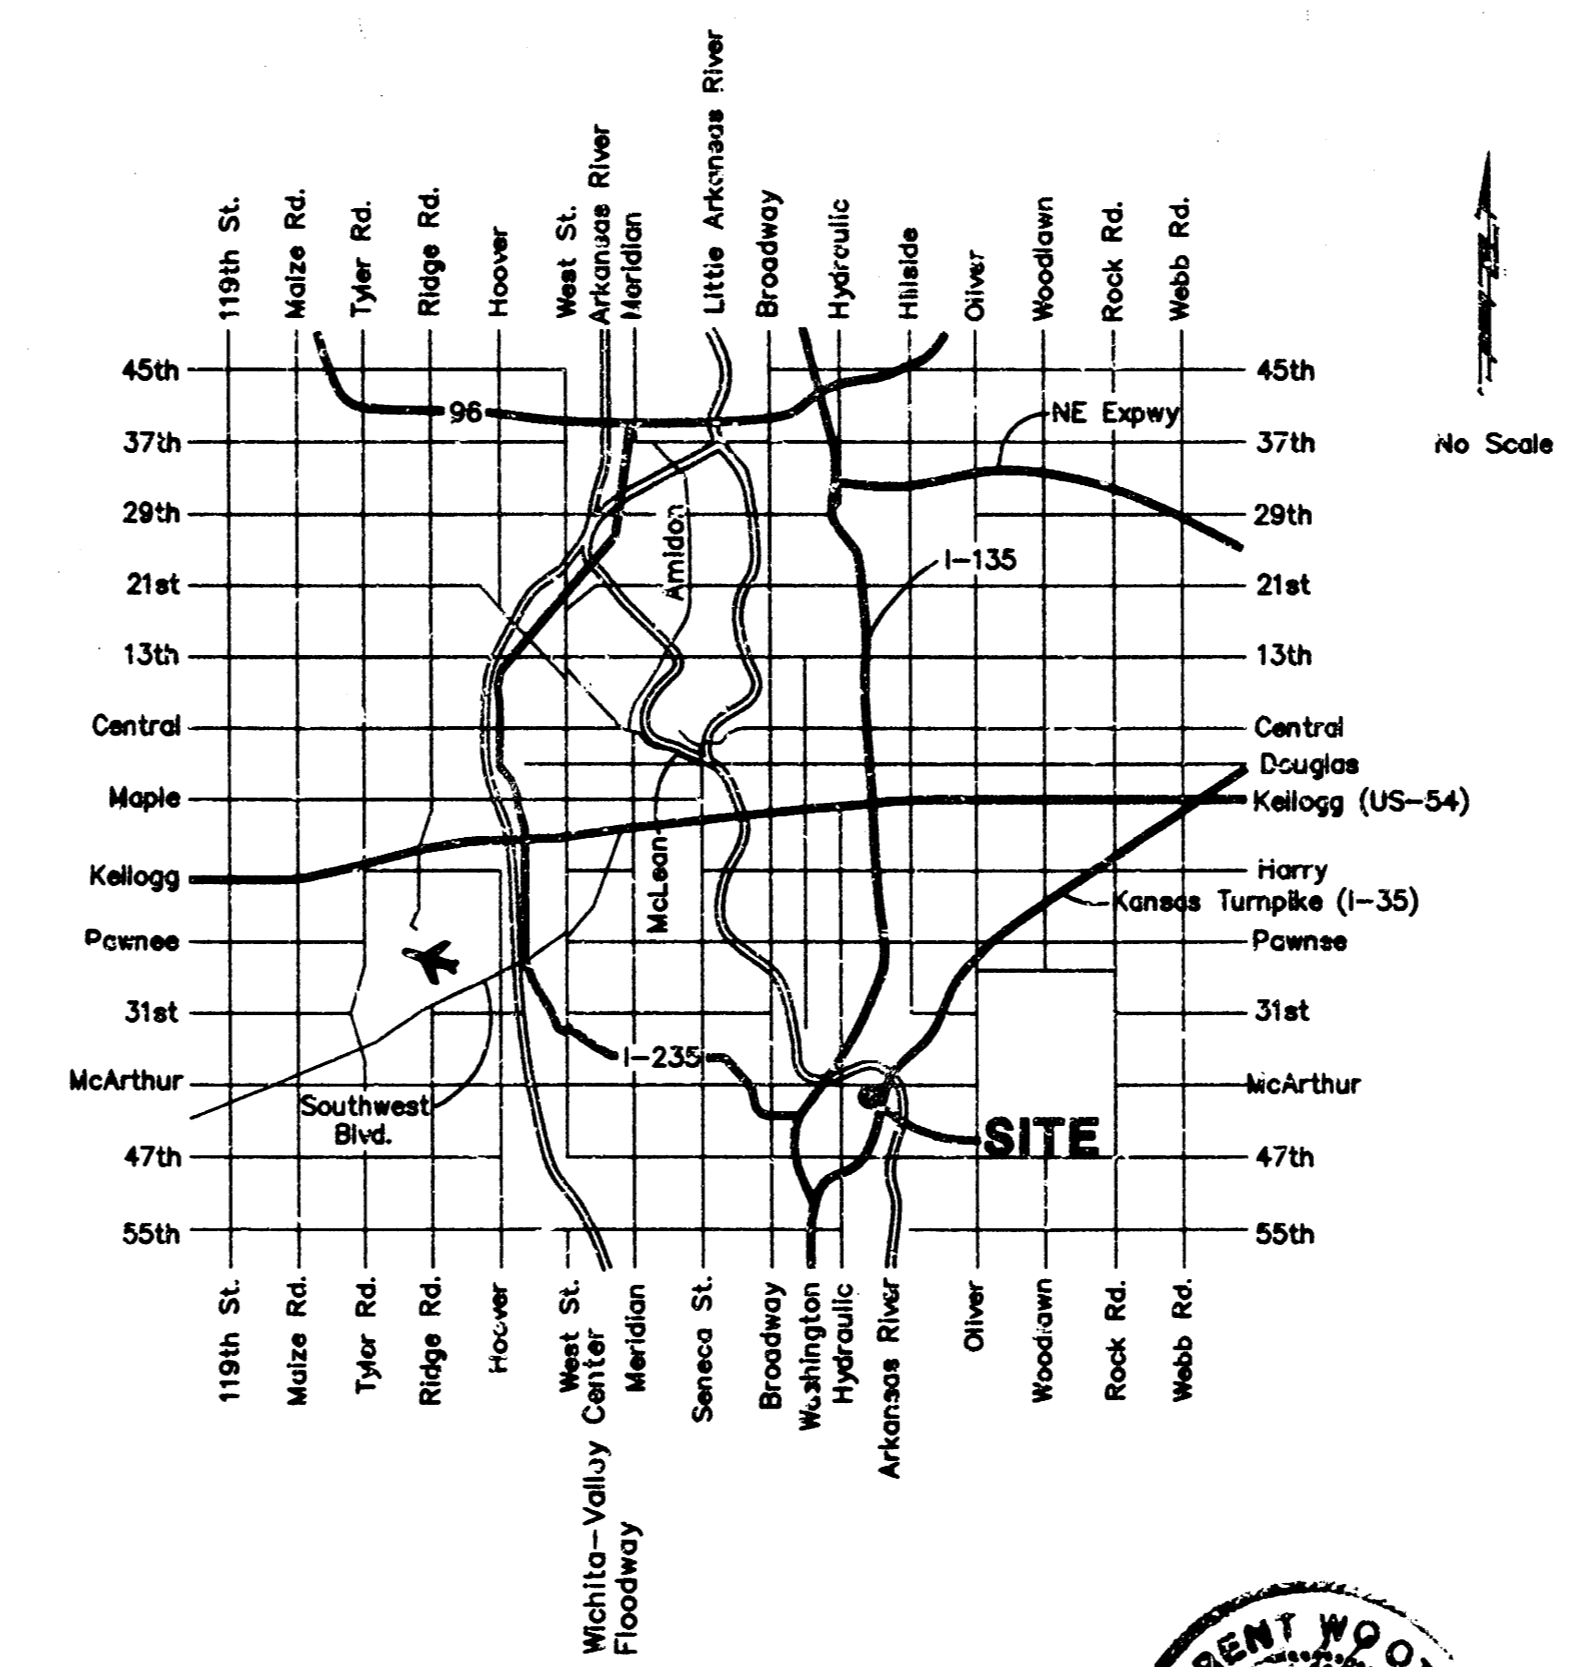 119th St.
Maize Rd.
Tyler Rd.
Ridge Rd.
Hoover
West St.
Arkansas River
Meridian
Little Arkansas River
Broadway
Hydraulic
Hillside
Oliver
Woodlawn
Rock Rd.
Webb Rd.
45th
45th
96
NE Expwy
37th
37th
No Scale
29th
29th
Amidon
I-135
21st
21st
13th
13th
Central
Central
Douglas
Maple
Kellogg (US-54)
McLean
Kellogg
Harry
Kansas Turnpike (I-35)
Pawnee
Pawnee
31st
31st
I-235
McArthur
McArthur
Southwest
Blvd.
SITE
47th
47th
55th
55th
119th St.
Maize Rd.
Tyler Rd.
Ridge Rd.
Hoover
West St.
Wichita-Valley Center
Floodway
Meridian
Seneca St.
Broadway
Washington
Hydraulic
Arkansas River
Oliver
Woodlawn
Rock Rd.
Webb Rd.